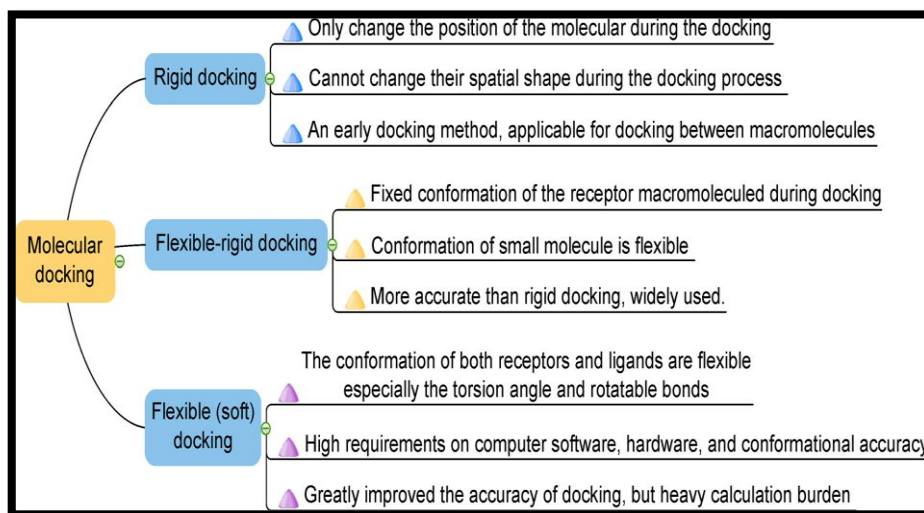 Molecular
docking
Rigid docking
Only change the position of the molecular during the docking
Cannot change their spatial shape during the docking process
An early docking method, applicable for docking between macromolecules
Flexible-rigid docking
Fixed conformation of the receptor macromoleculed during docking
Conformation of small molecule is flexible
More accurate than rigid docking, widely used.
Flexible (soft)
docking
The conformation of both receptors and ligands are flexible
especially the torsion angle and rotatable bonds
High requirements on computer software, hardware, and conformational accuracy
Greatly improved the accuracy of docking, but heavy calculation burden